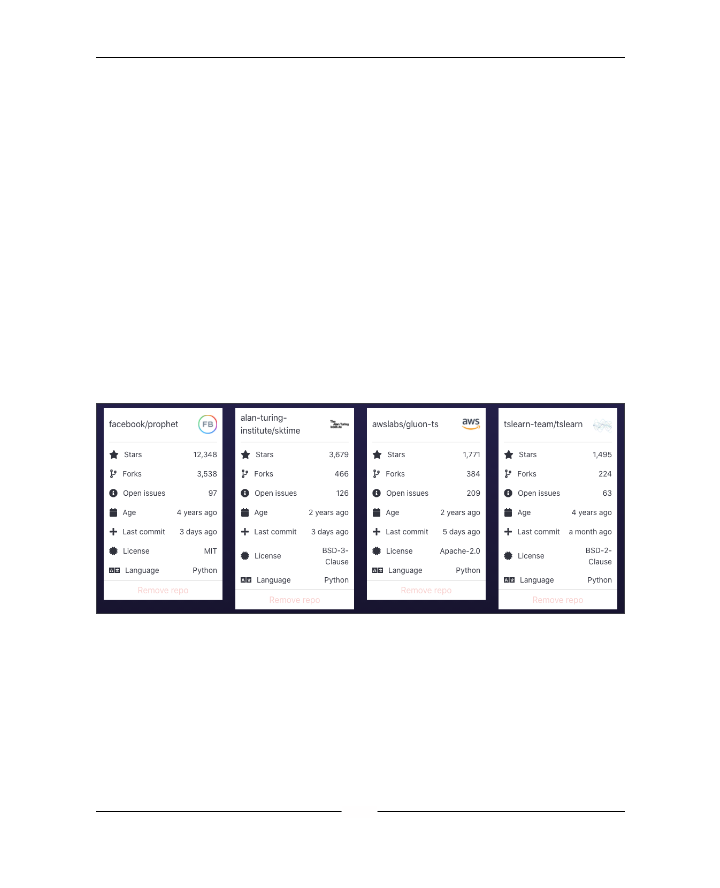 facebook/prophet
FB
Stars 12,348
Forks 3,538
Open issues 97
Age 4 years ago
Last commit 3 days ago
License MIT
Language Python
Remove repo
alan-turing-
institute/sktime
Stars 3,679
Forks 466
Open issues 126
Age 2 years ago
Last commit 3 days ago
License BSD-3-
Clause
Language Python
Remove repo
awslabs/gluon-ts
aws
Stars 1,771
Forks 384
Open issues 209
Age 2 years ago
Last commit 5 days ago
License Apache-2.0
Language Python
Remove repo
tslearn-team/tslearn
Stars 1,495
Forks 224
Open issues 63
Age 4 years ago
Last commit a month ago
License BSD-2-
Clause
Language Python
Remove repo